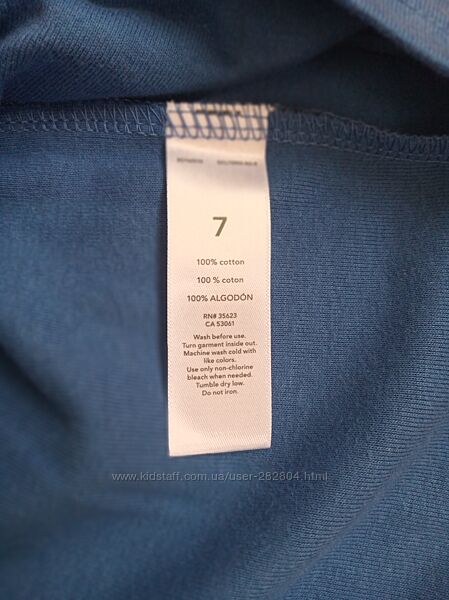 7
100% cotton
100 % coton
100% ALGODÓN
RN# 35623
CA 53061
Wash before use.
Turn garment inside out.
Machine wash cold with
like colors.
Use only non-chlorine
bleach when needed.
Tumble dry low.
Do not iron.
www.kidstaff.com.ua/user-282804.html